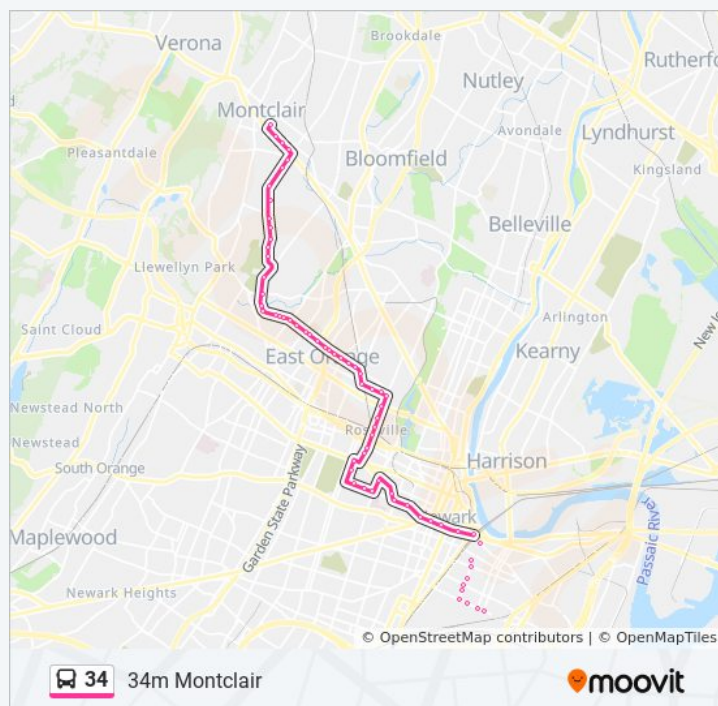 Brookdale
Verona
Rutherf
Nutley
Montclair
Avondale
Lyndhurst
Pleasantdale
Bloomfield
Kingsland
Belleville
Llewellyn Park
Arlington
New J
Saint Cloud
East Orange
Kearny
Newstead North
Newstead
Roseville
South Orange
Harrison
Garden State Parkway
Newark
Maplewood
Passaic River
Newark Heights
© OpenStreetMap contributors | © OpenMapTiles
34 34m Montclair
moovit